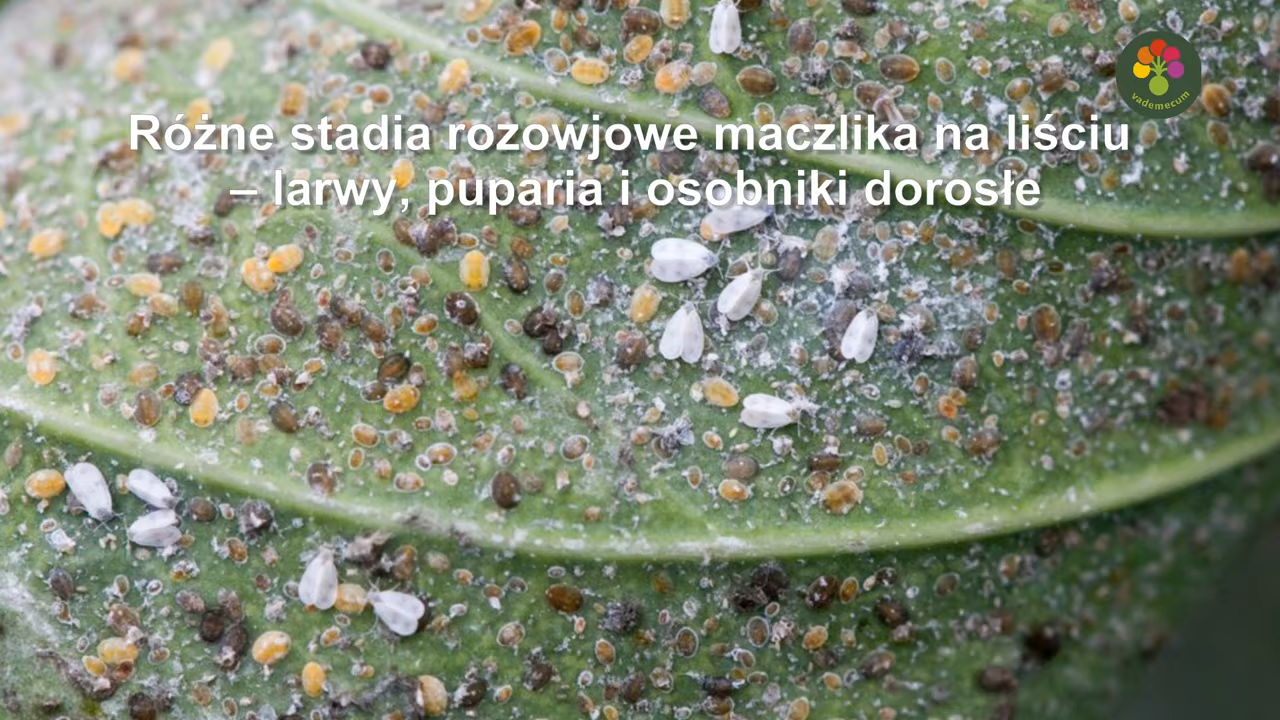 Różne stadia rozowjowe maczlika na liściu
– larwy, puparia i osobniki dorosłe
vademecum